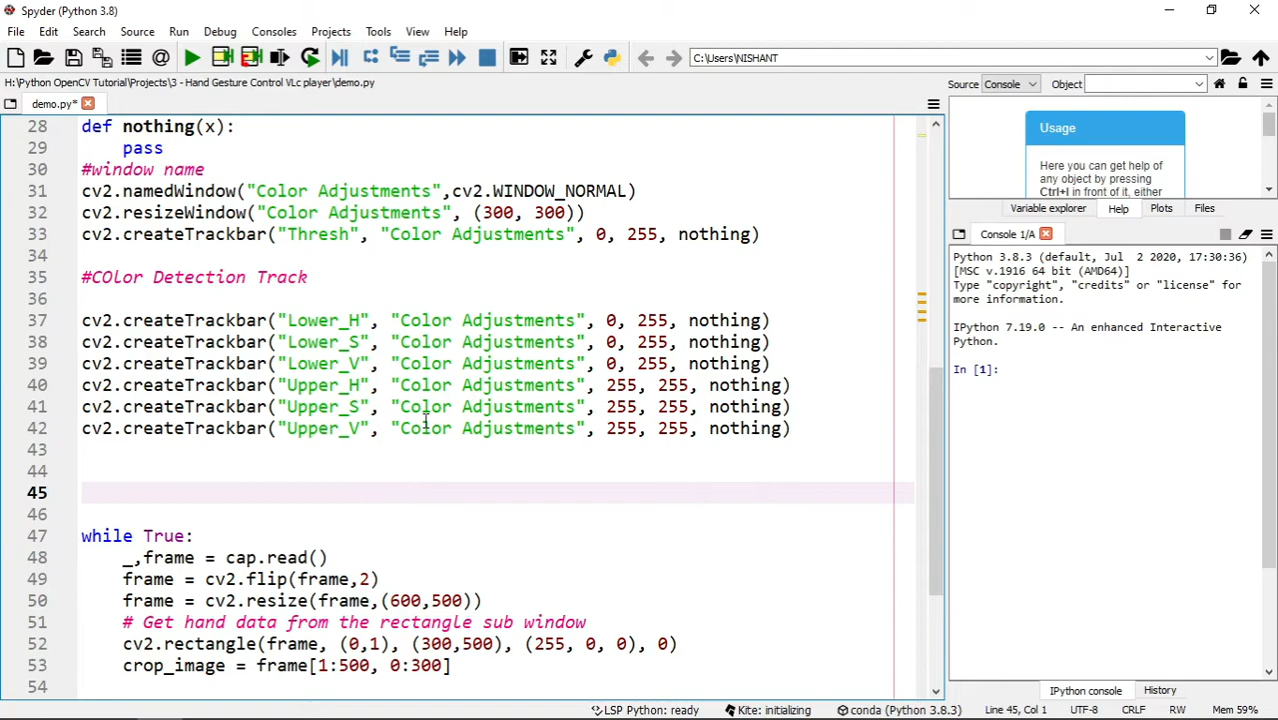 Spyder (Python 3.8)
File Edit Search Source Run Debug Consoles Projects Tools View Help
C:\Users\NISHANT
H:\Python OpenCV Tutorial\Projects\3 - Hand Gesture Control VLc player\demo.py
demo.py*
28 def nothing(x):
29 pass
30 #window name
31 cv2.namedWindow("Color Adjustments",cv2.WINDOW_NORMAL)
32 cv2.resizeWindow("Color Adjustments", (300, 300))
33 cv2.createTrackbar("Thresh", "Color Adjustments", 0, 255, nothing)
34
35 #COlor Detection Track
36
37 cv2.createTrackbar("Lower_H", "Color Adjustments", 0, 255, nothing)
38 cv2.createTrackbar("Lower_S", "Color Adjustments", 0, 255, nothing)
39 cv2.createTrackbar("Lower_V", "Color Adjustments", 0, 255, nothing)
40 cv2.createTrackbar("Upper_H", "Color Adjustments", 255, 255, nothing)
41 cv2.createTrackbar("Upper_S", "Color Adjustments", 255, 255, nothing)
42 cv2.createTrackbar("Upper_V", "Color Adjustments", 255, 255, nothing)
43
44
45
46
47 while True:
48 _,frame = cap.read()
49 frame = cv2.flip(frame,2)
50 frame = cv2.resize(frame,(600,500))
51 # Get hand data from the rectangle sub window
52 cv2.rectangle(frame, (0,1), (300,500), (255, 0, 0), 0)
53 crop_image = frame[1:500, 0:300]
54
Source Console Object
Usage
Here you can get help of
any object by pressing
Ctrl+I in front of it, either
Variable explorer Help Plots Files
Console 1/A
Python 3.8.3 (default, Jul 2 2020, 17:30:36)
[MSC v.1916 64 bit (AMD64)]
Type "copyright", "credits" or "license" for
more information.
IPython 7.19.0 -- An enhanced Interactive
Python.
In [1]:
IPython console History
LSP Python: ready Kite: initializing conda (Python 3.8.3) Line 45, Col 1 UTF-8 CRLF RW Mem 59%